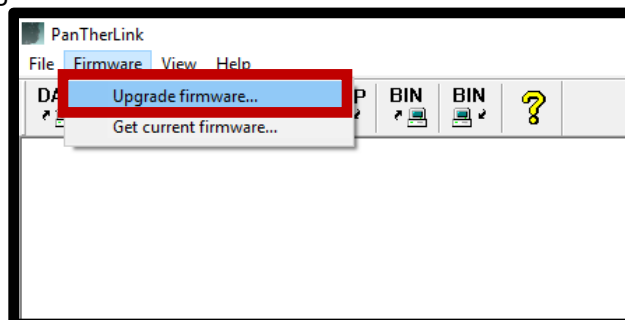 PanTherLink
File Firmware View Help
Upgrade firmware...
Get current firmware...
BIN BIN